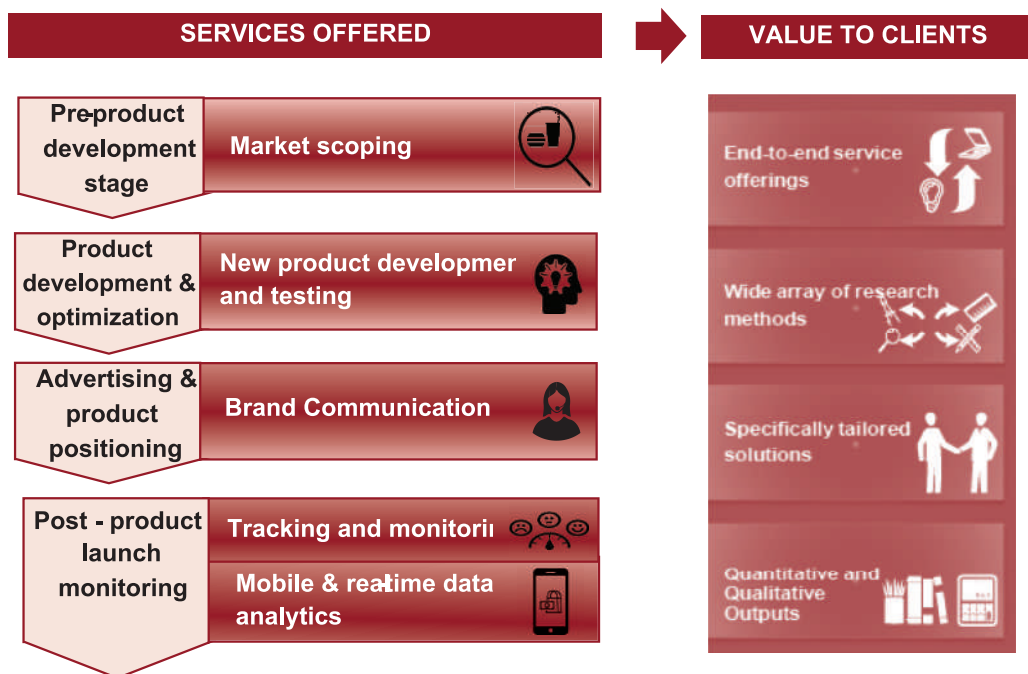 SERVICES OFFERED
VALUE TO CLIENTS
Pre-product
development
stage
Market scoping
Product
development &
optimization
New product developmer
and testing
Advertising &
product
positioning
Brand Communication
Post - product
launch
monitoring
Tracking and monitorii
Mobile & real-time data
analytics
End-to-end service
offerings
Wide array of research
methods
Specifically tailored
solutions
Quantitative and
Qualitative
Outputs